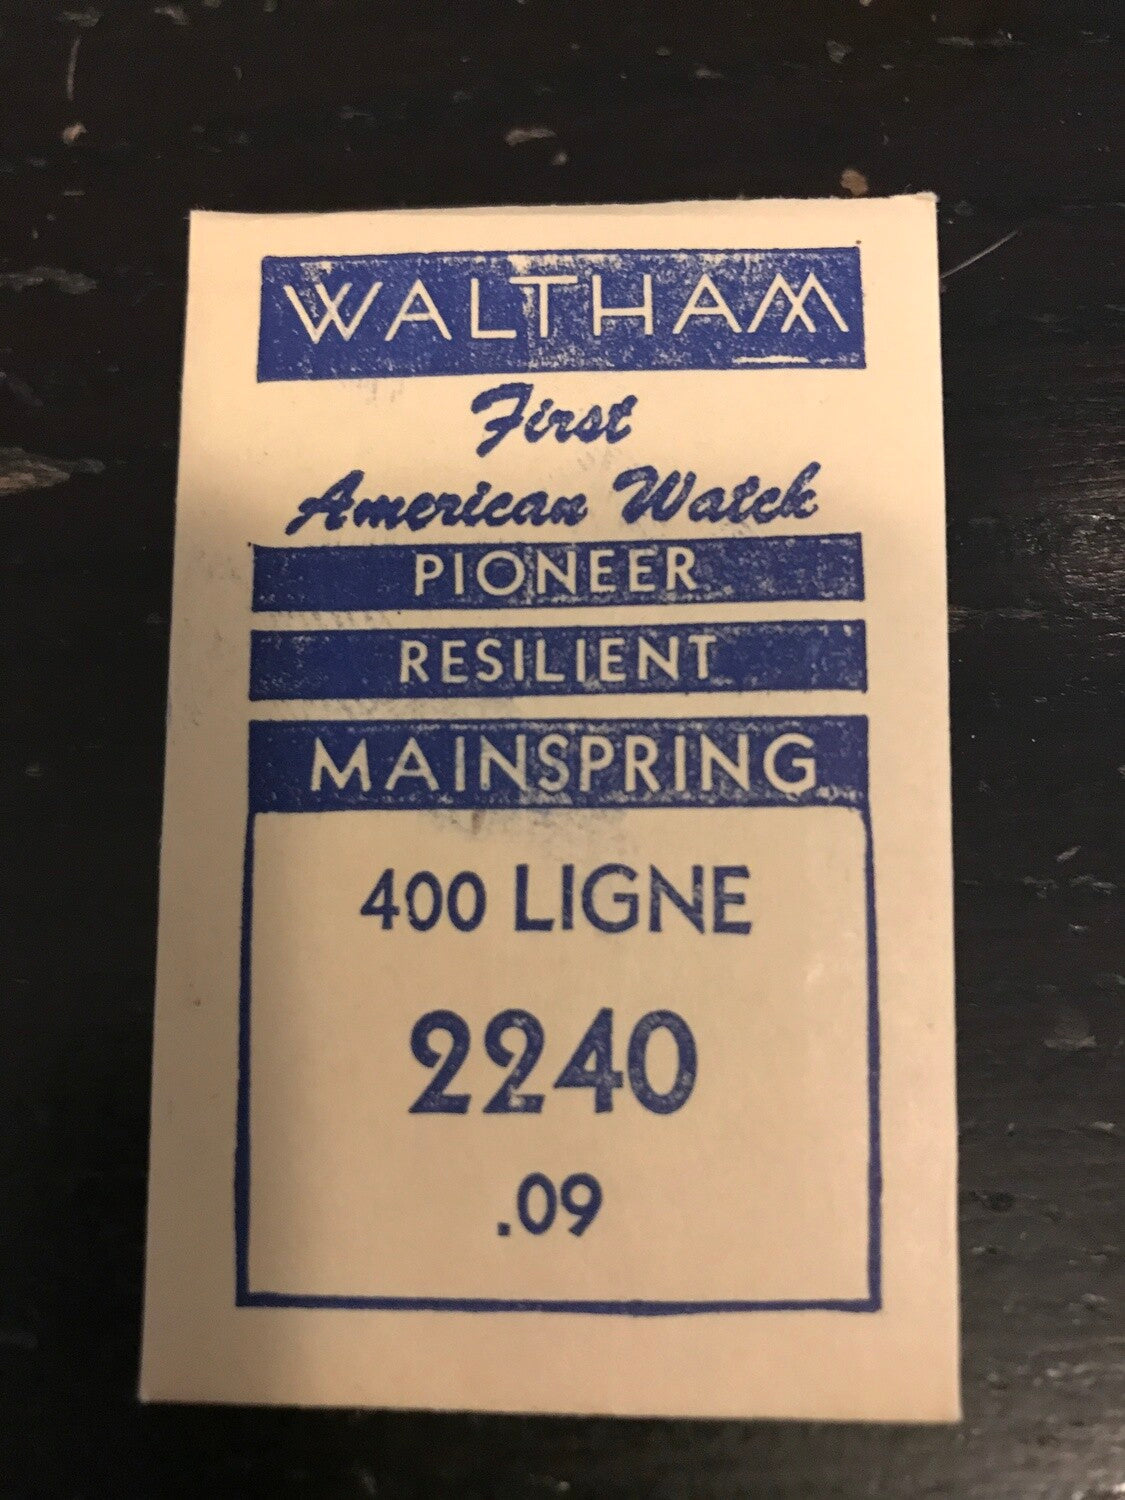 WALTHAM
First
American Watch
PIONEER
RESILIENT
MAINSPRING
400 LIGNE
2240
.09